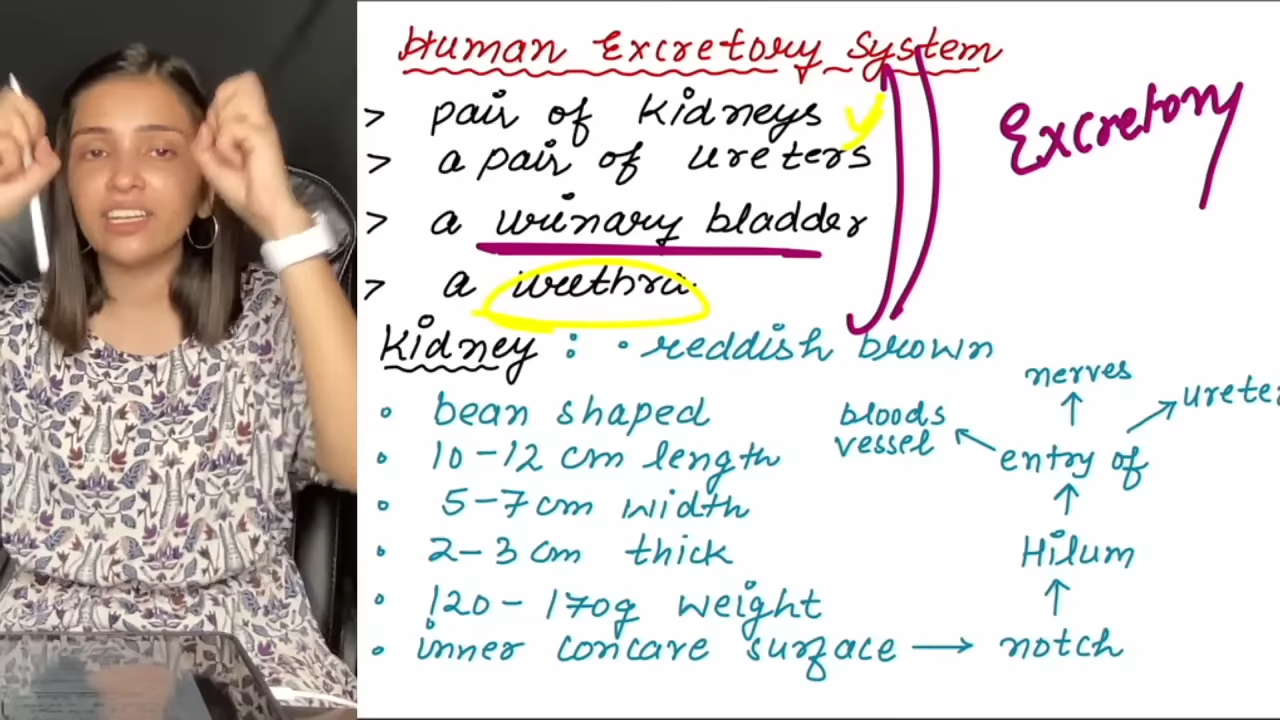 Human Excretory System
> pair of kidneys
> a pair of ureters
> a urinary bladder
> a urethra
Excretory
Kidney : • reddish brown
• bean shaped
• 10-12 cm length
• 5-7cm width
• 2-3 cm thick
• 120-170g weight
• inner concave surface → notch
↑
Hilum
↑
entry of
bloods
vessel
nerves
ureter